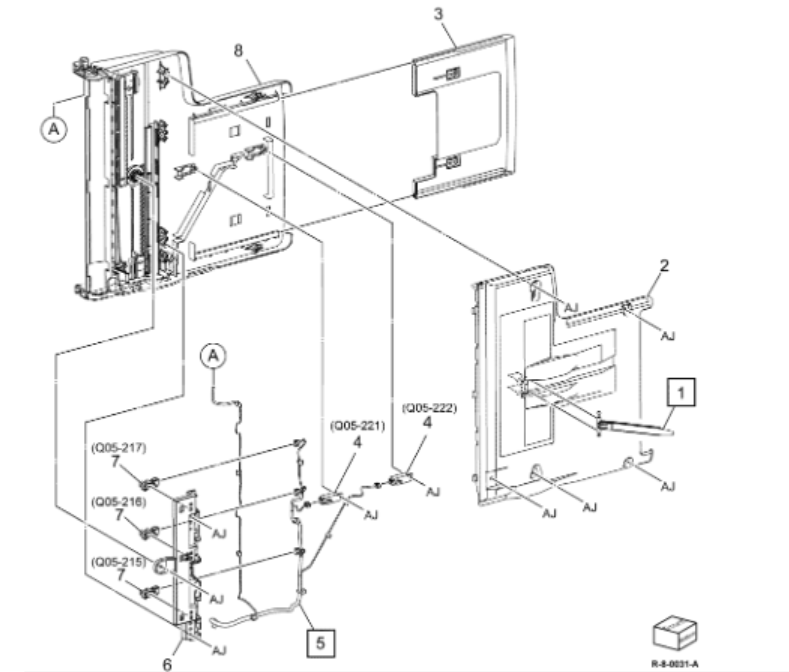 3
8
A
2
AJ
AJ
A
1
(Q05-222)
4
(Q05-221)
4
(Q05-217)
7
AJ
AJ
AJ
AJ
AJ
(Q05-216)
7
AJ
AJ
(Q05-215)
7
AJ
5
6
AJ
R-8-0031-A